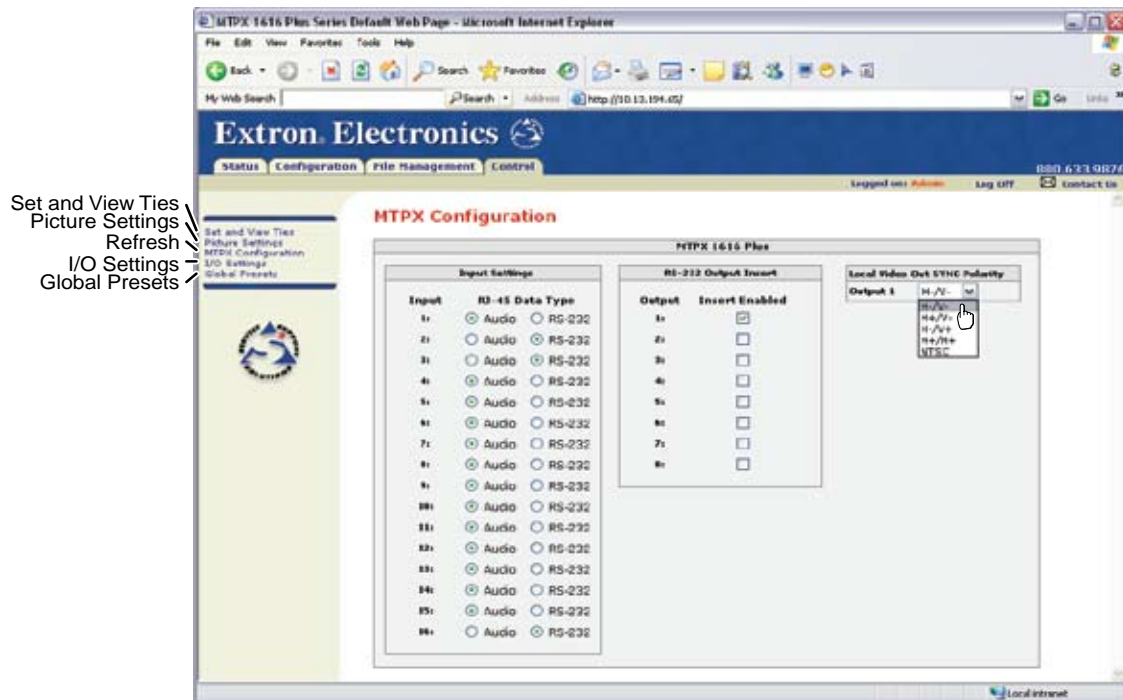 MTPX 1616 Plus Series Default Web Page - Microsoft Internet Explorer
File Edit View Favorites Tools Help
Back Search Favorites
My Web Search Search Address http://10.13.194.65/ Go Links
Extron Electronics
Status Configuration File Management Control
800.633.9876
Logged on: Admin Log Off Contact Us
Set and View Ties
Picture Settings
Refresh
I/O Settings
Global Presets
Set and View Ties
Picture Settings
MTPX Configuration
I/O Settings
Global Presets
MTPX Configuration
MTPX 1616 Plus
Input Settings
Input RJ-45 Data Type
1: Audio RS-232
2: Audio RS-232
3: Audio RS-232
4: Audio RS-232
5: Audio RS-232
6: Audio RS-232
7: Audio RS-232
8: Audio RS-232
9: Audio RS-232
10: Audio RS-232
11: Audio RS-232
12: Audio RS-232
13: Audio RS-232
14: Audio RS-232
15: Audio RS-232
16: Audio RS-232
RS-232 Output Insert
Output Insert Enabled
1:
2:
3:
4:
5:
6:
7:
8:
Local Video Out SYNC Polarity
Output 1 H-/V-
H-/V-
H+/V-
H-/V+
H+/H+
NTSC
Local intranet